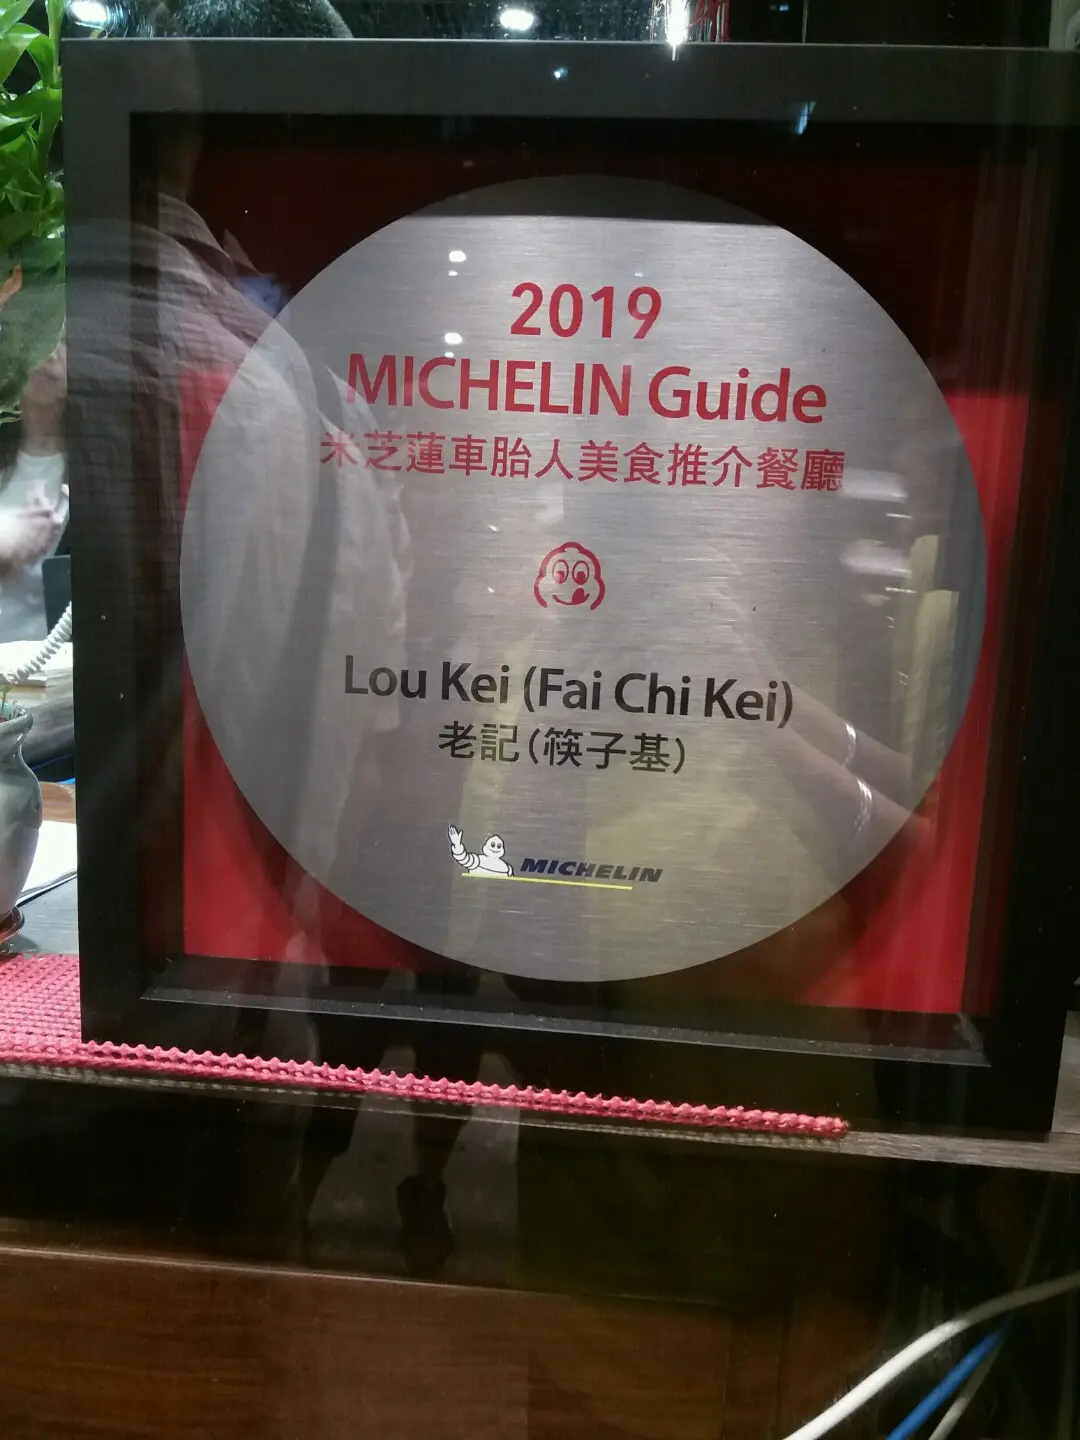 2019
MICHELIN Guide
米芝蓮車胎人美食推介餐廳
Lou Kei (Fai Chi Kei)
老記(筷子基)
MICHELIN